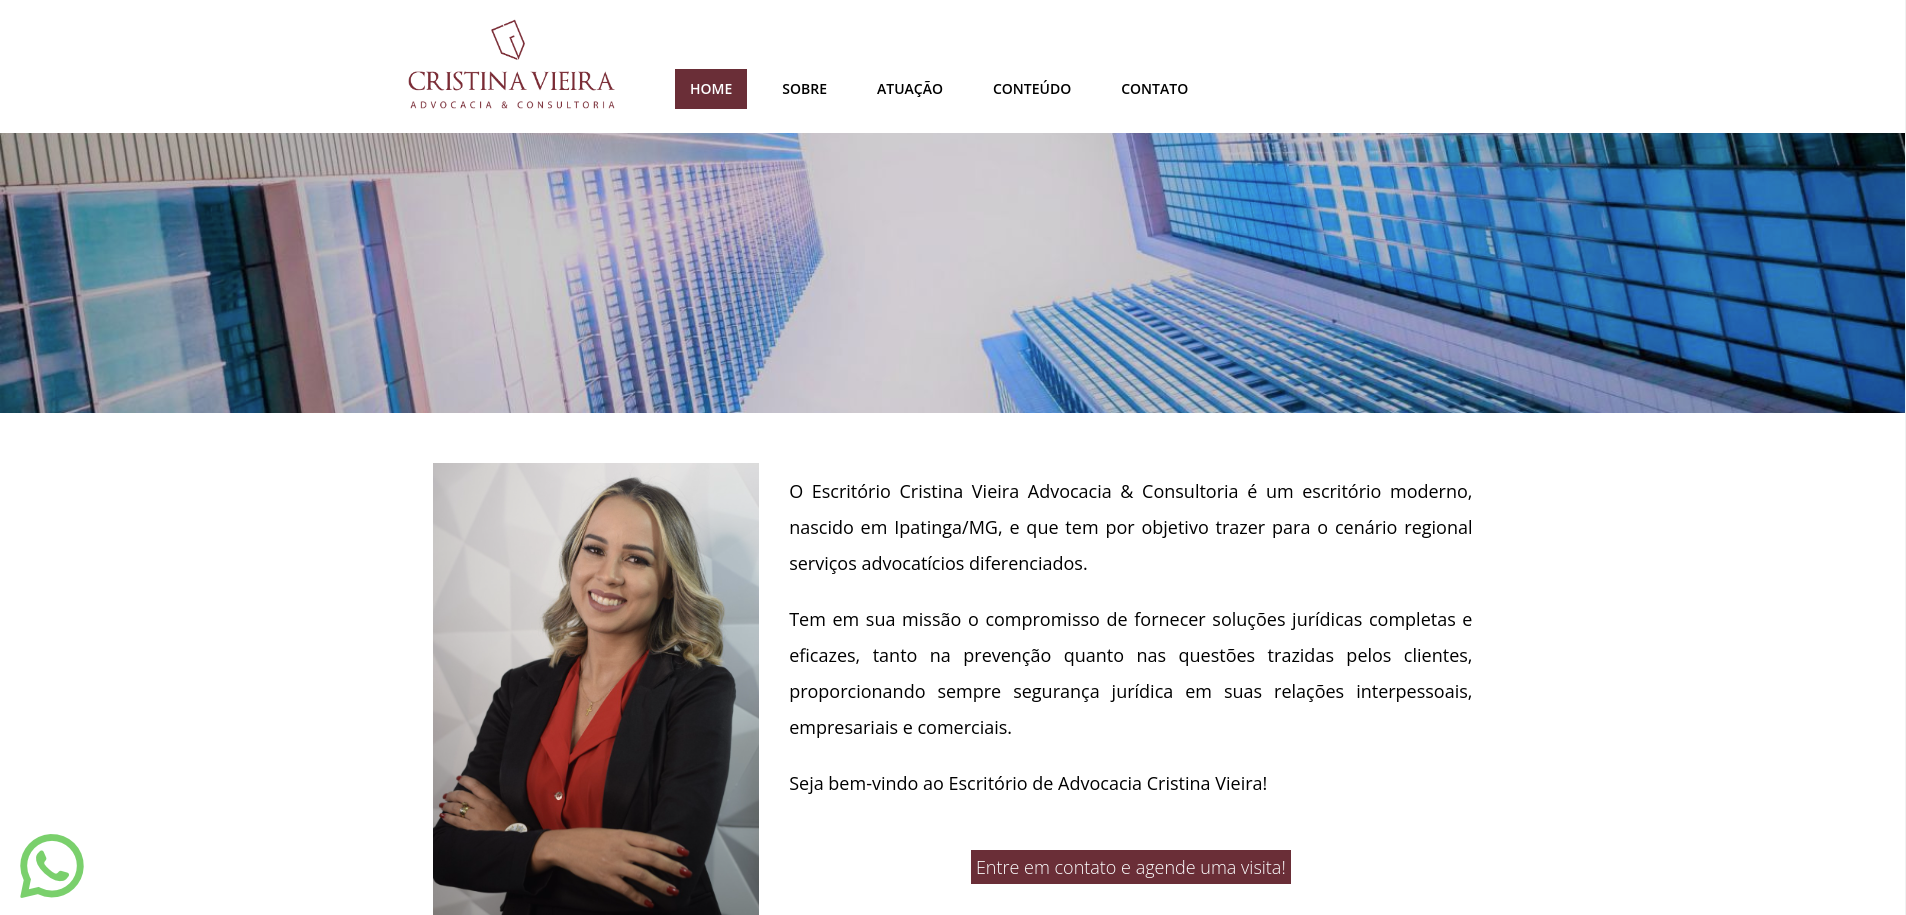 CRISTINA VIEIRA
ADVOCACIA & CONSULTORIA
HOME SOBRE ATUAÇÃO CONTEÚDO CONTATO
O Escritório Cristina Vieira Advocacia & Consultoria é um escritório moderno,
nascido em Ipatinga/MG, e que tem por objetivo trazer para o cenário regional
serviços advocatícios diferenciados.
Tem em sua missão o compromisso de fornecer soluções jurídicas completas e
eficazes, tanto na prevenção quanto nas questões trazidas pelos clientes,
proporcionando sempre segurança jurídica em suas relações interpessoais,
empresariais e comerciais.
Seja bem-vindo ao Escritório de Advocacia Cristina Vieira!
Entre em contato e agende uma visita!